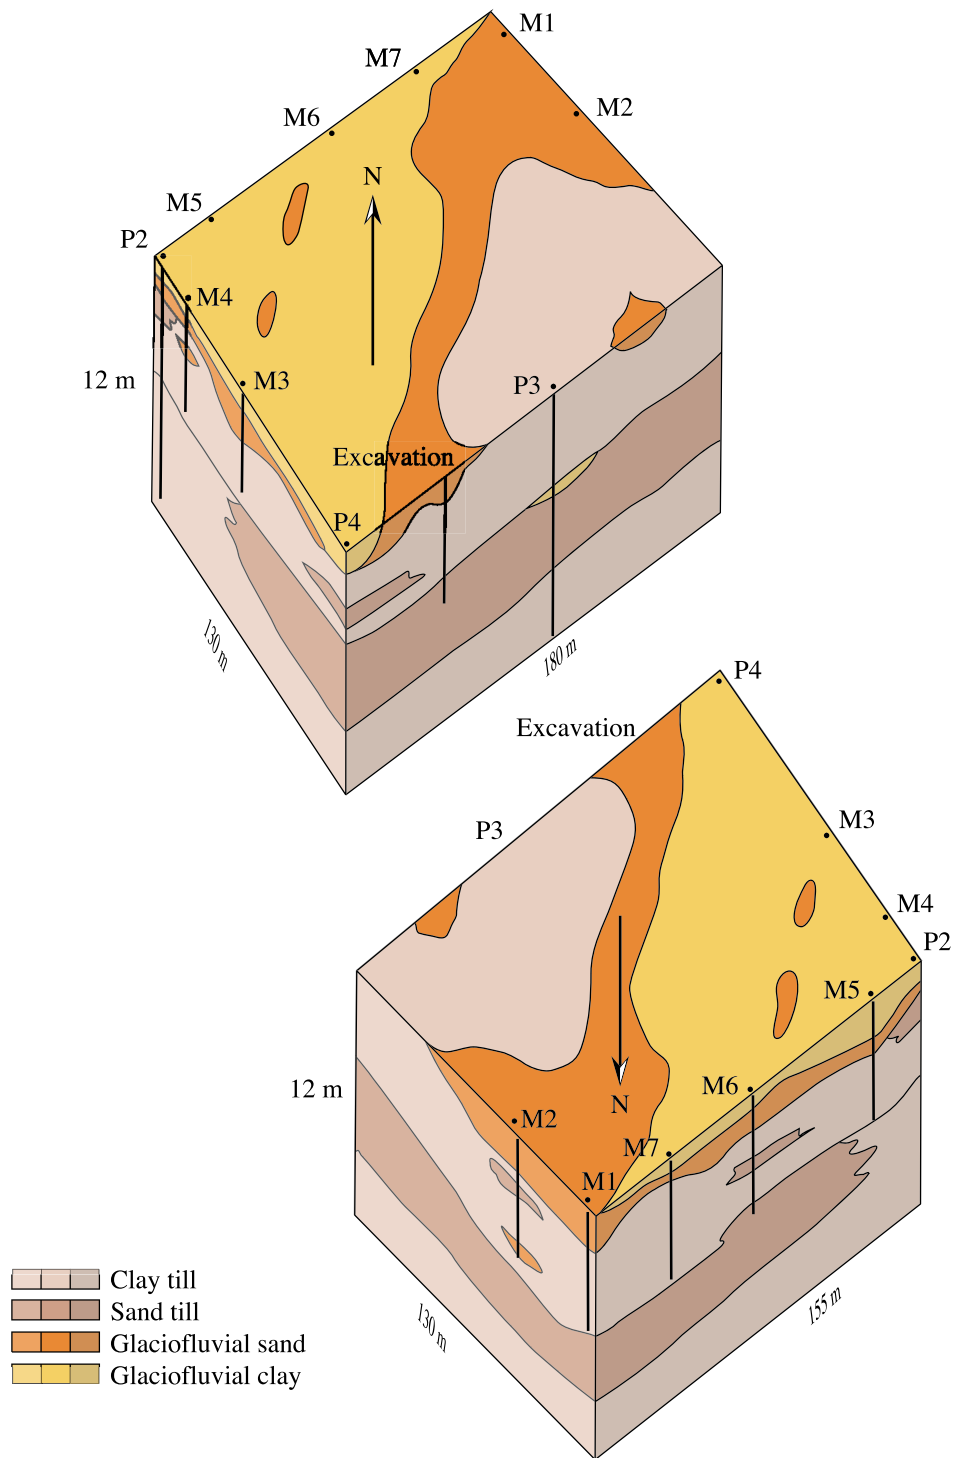 M1
M7
M2
M6
N
M5
P2
M4
12 m
M3
P3
Excavation
P4
130 m
180 m
P4
Excavation
M3
P3
M4
P2
M5
12 m
M6
N
M2
M7
M1
Clay till
Sand till
Glaciofluvial sand
Glaciofluvial clay
130 m
155 m